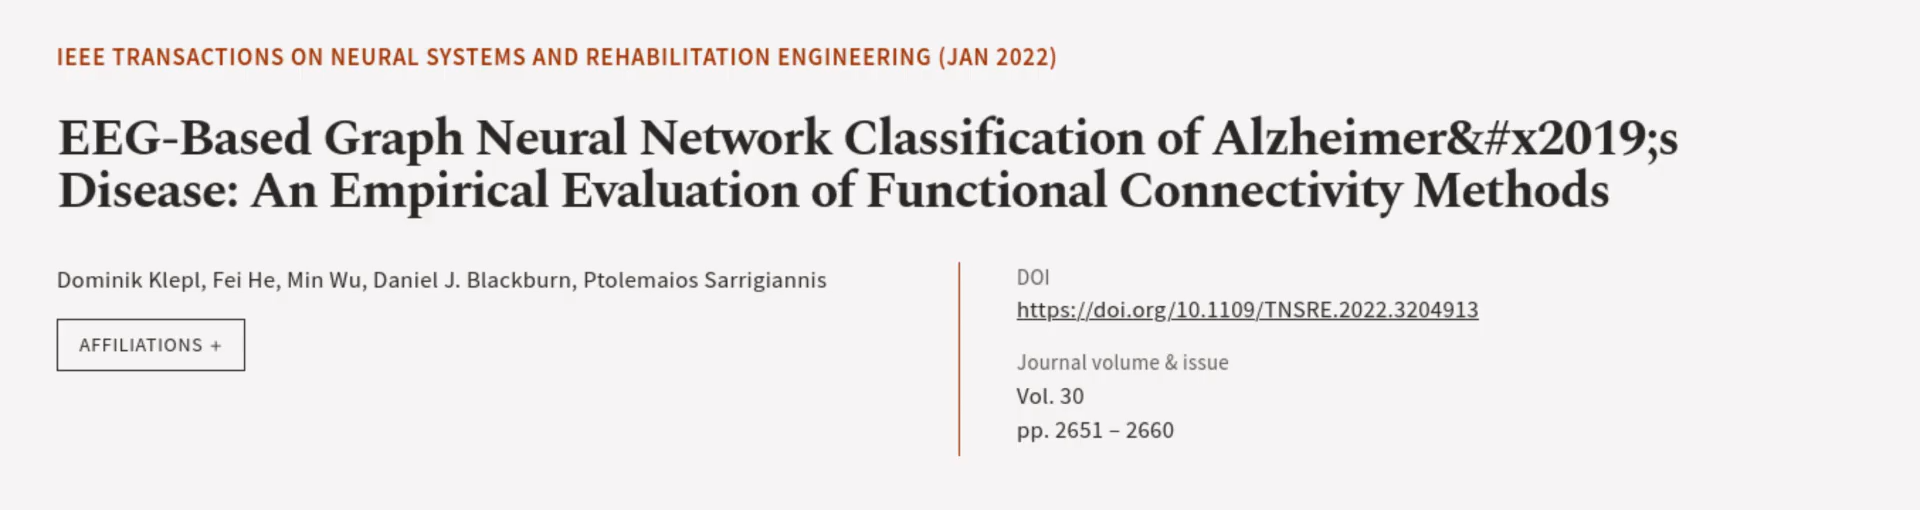 IEEE TRANSACTIONS ON NEURAL SYSTEMS AND REHABILITATION ENGINEERING (JAN 2022)
EEG-Based Graph Neural Network Classification of Alzheimer&#x2019;s
Disease: An Empirical Evaluation of Functional Connectivity Methods
Dominik Klepl, Fei He, Min Wu, Daniel J. Blackburn, Ptolemaios Sarrigiannis
AFFILIATIONS +
DOI
https://doi.org/10.1109/TNSRE.2022.3204913
Journal volume & issue
Vol. 30
pp. 2651 – 2660